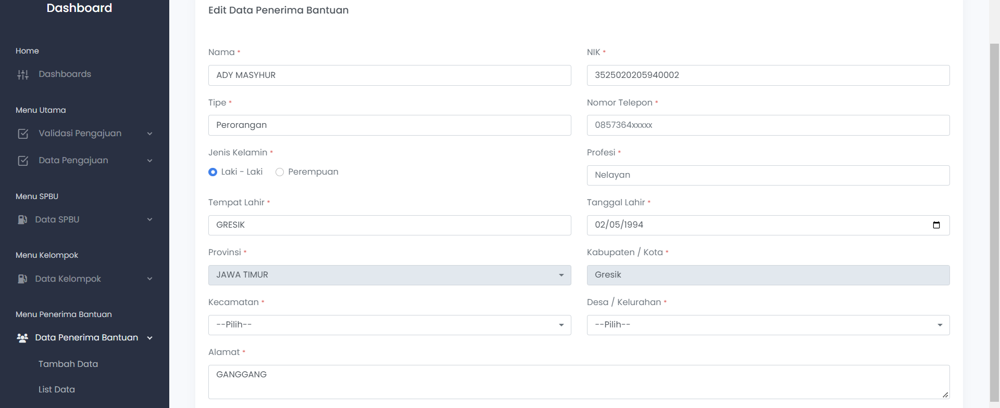 Dashboard
Home
Dashboards
Menu Utama
Validasi Pengajuan
Data Pengajuan
Menu SPBU
Data SPBU
Menu Kelompok
Data Kelompok
Menu Penerima Bantuan
Data Penerima Bantuan
Tambah Data
List Data
Edit Data Penerima Bantuan
Nama *
ADY MASYHUR
NIK *
3525020205940002
Tipe *
Perorangan
Nomor Telepon *
0857364xxxxx
Jenis Kelamin *
Laki - Laki
Perempuan
Profesi *
Nelayan
Tempat Lahir *
GRESIK
Tanggal Lahir *
02/05/1994
Provinsi *
JAWA TIMUR
Kabupaten / Kota *
Gresik
Kecamatan *
--Pilih--
Desa / Kelurahan *
--Pilih--
Alamat *
GANGGANG